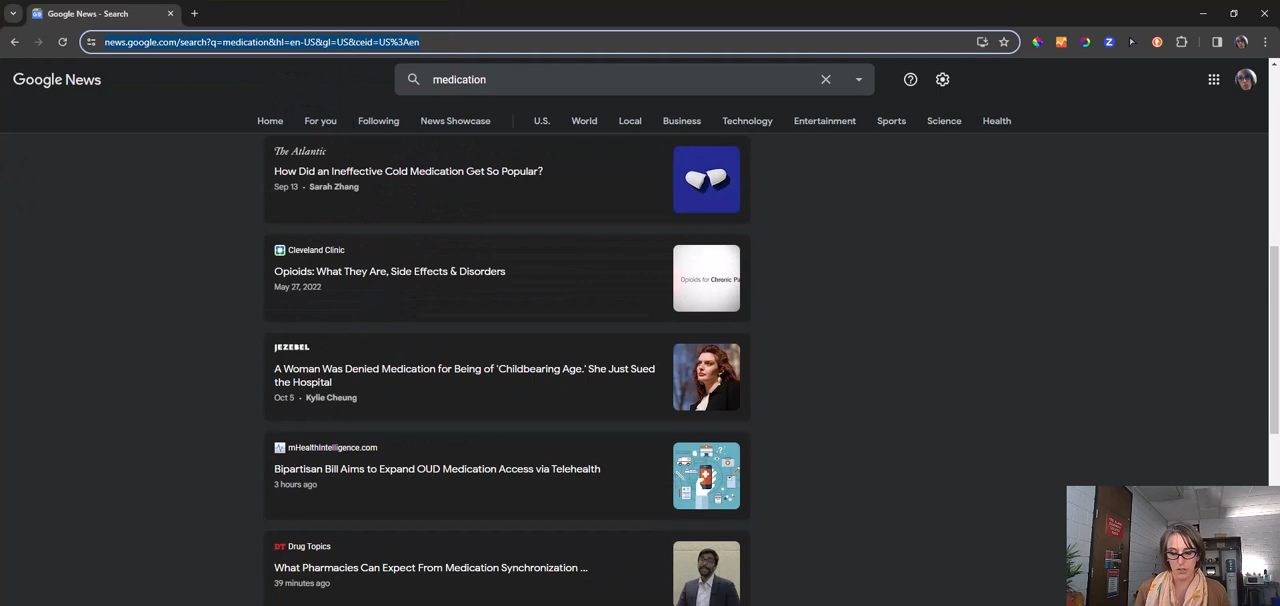 Google News - Search
news.google.com/search?q=medication&hl=en-US&gl=US&ceid=US%3Aen
Google News
medication
Home For you Following News Showcase U.S. World Local Business Technology Entertainment Sports Science Health
The Atlantic
How Did an Ineffective Cold Medication Get So Popular?
Sep 13 • Sarah Zhang
Cleveland Clinic
Opioids: What They Are, Side Effects & Disorders
May 27, 2022
Opioids for Chronic Pa
JEZEBEL
A Woman Was Denied Medication for Being of 'Childbearing Age.' She Just Sued
the Hospital
Oct 5 • Kylie Cheung
mHealthIntelligence.com
Bipartisan Bill Aims to Expand OUD Medication Access via Telehealth
3 hours ago
DT Drug Topics
What Pharmacies Can Expect From Medication Synchronization ...
39 minutes ago